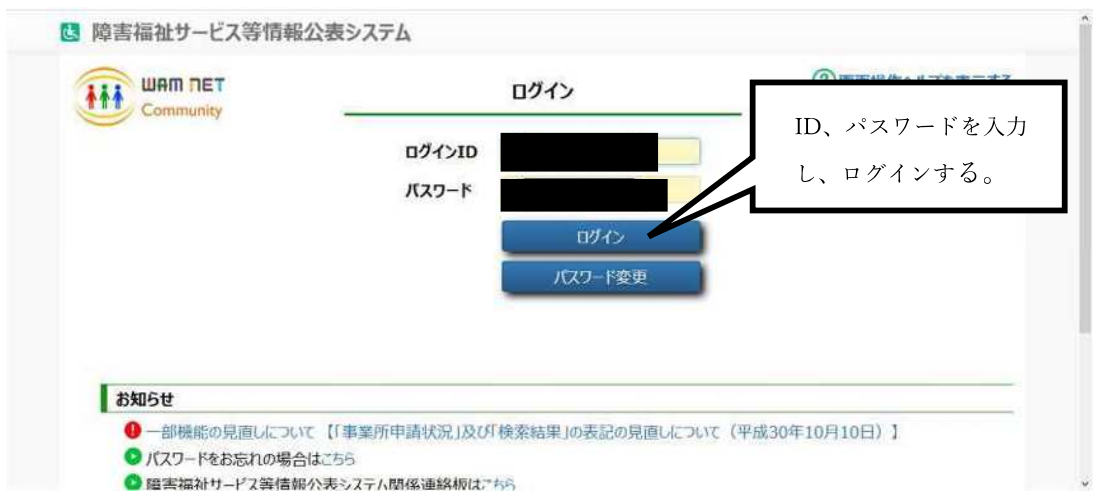 障害福祉サービス等情報公表システム
WAM NET
Community
ログイン
ID、パスワードを入力
し、ログインする。
ログインID
パスワード
ログイン
パスワード変更
お知らせ
一部機能の見直しについて 【「事業所申請状況」及び「検索結果」の表記の見直しについて（平成30年10月10日）】
パスワードをお忘れの場合はこちら
障害福祉サービス等情報公表システム関係連絡板はこちら